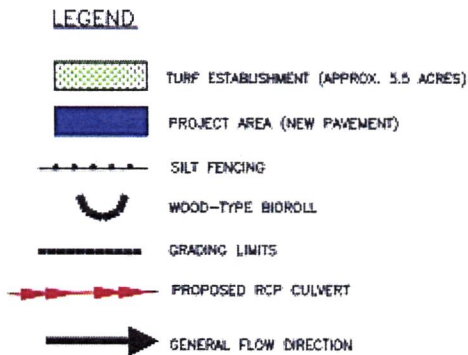 LEGEND
TURF ESTABLISHMENT (APPROX. 5.5 ACRES)
PROJECT AREA (NEW PAVEMENT)
SILT FENCING
WOOD-TYPE BIOROLL
GRADING LIMITS
PROPOSED RCP CULVERT
GENERAL FLOW DIRECTION